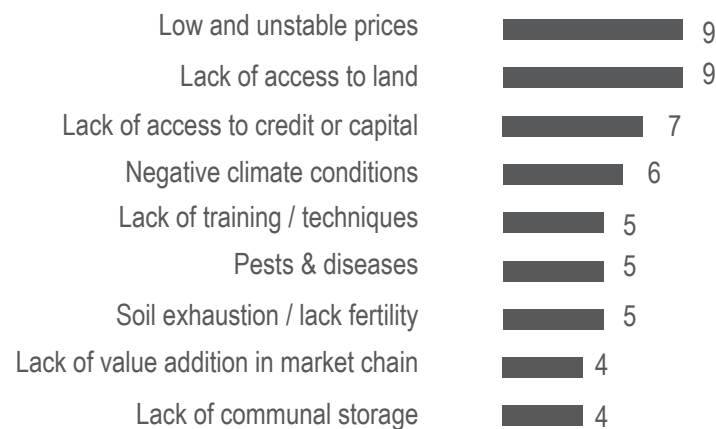 Low and unstable prices 9
Lack of access to land 9
Lack of access to credit or capital 7
Negative climate conditions 6
Lack of training / techniques 5
Pests & diseases 5
Soil exhaustion / lack fertility 5
Lack of value addition in market chain 4
Lack of communal storage 4